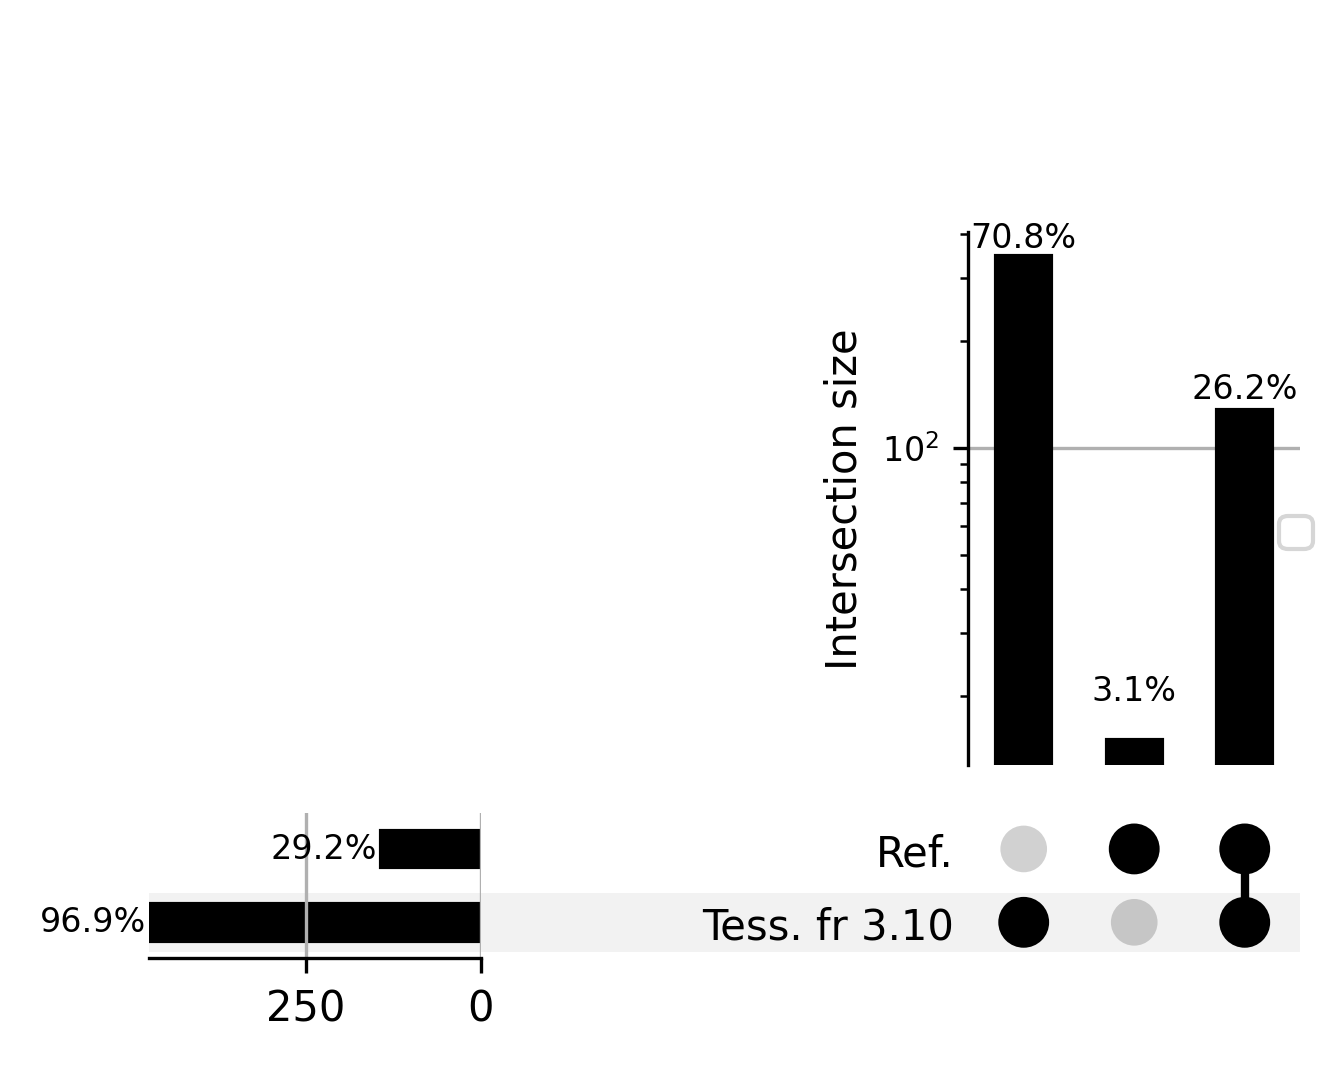 70.8%
26.2%
10²
3.1%
Intersection size
29.2%
Ref.
96.9%
Tess. fr 3.10
250 0